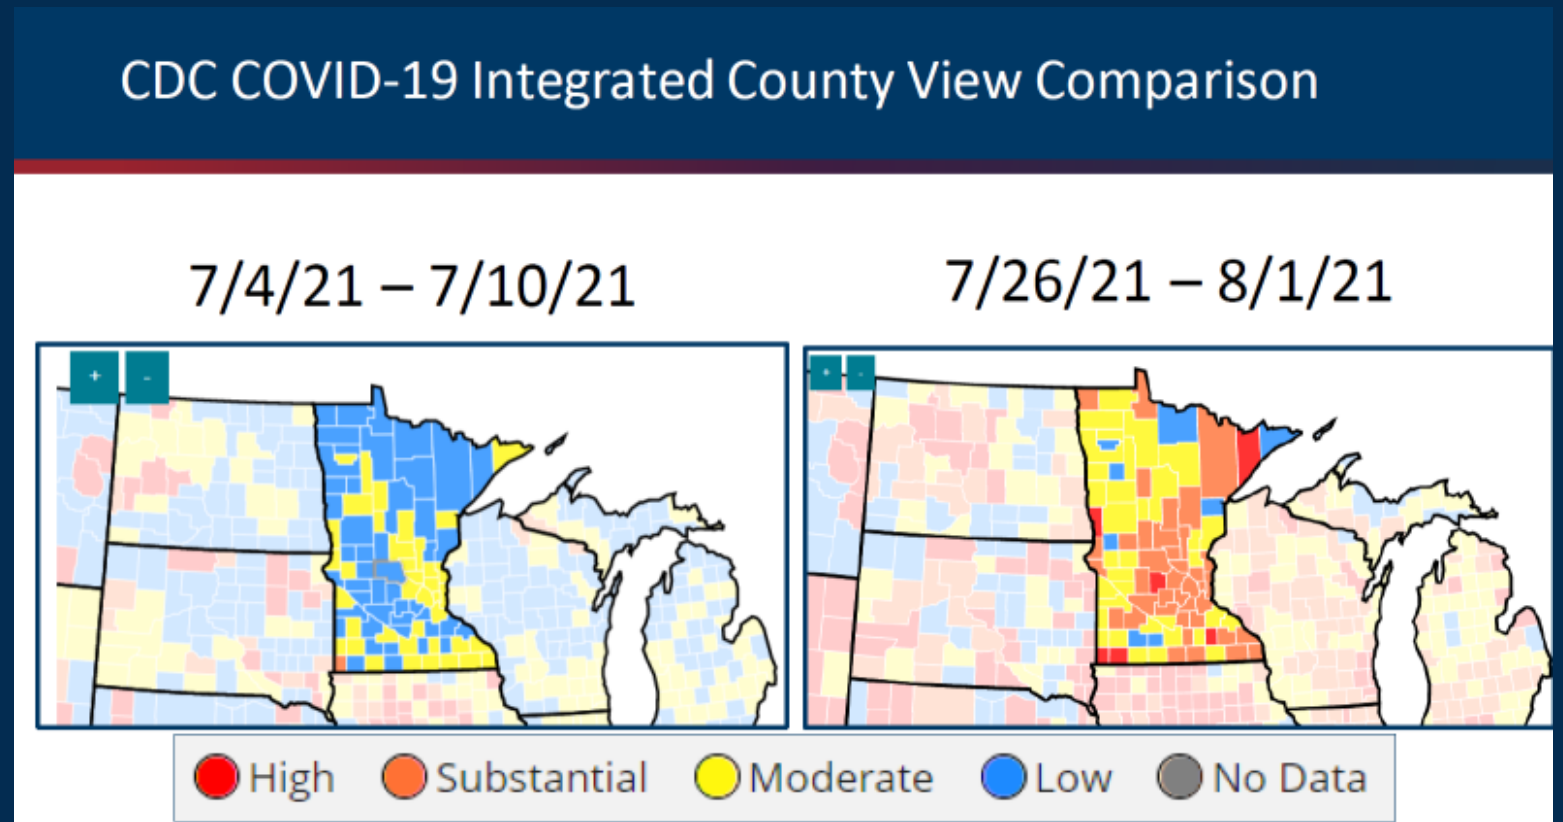 CDC COVID-19 Integrated County View Comparison
7/4/21 – 7/10/21
7/26/21 – 8/1/21
+ -
+ -
High Substantial Moderate Low No Data